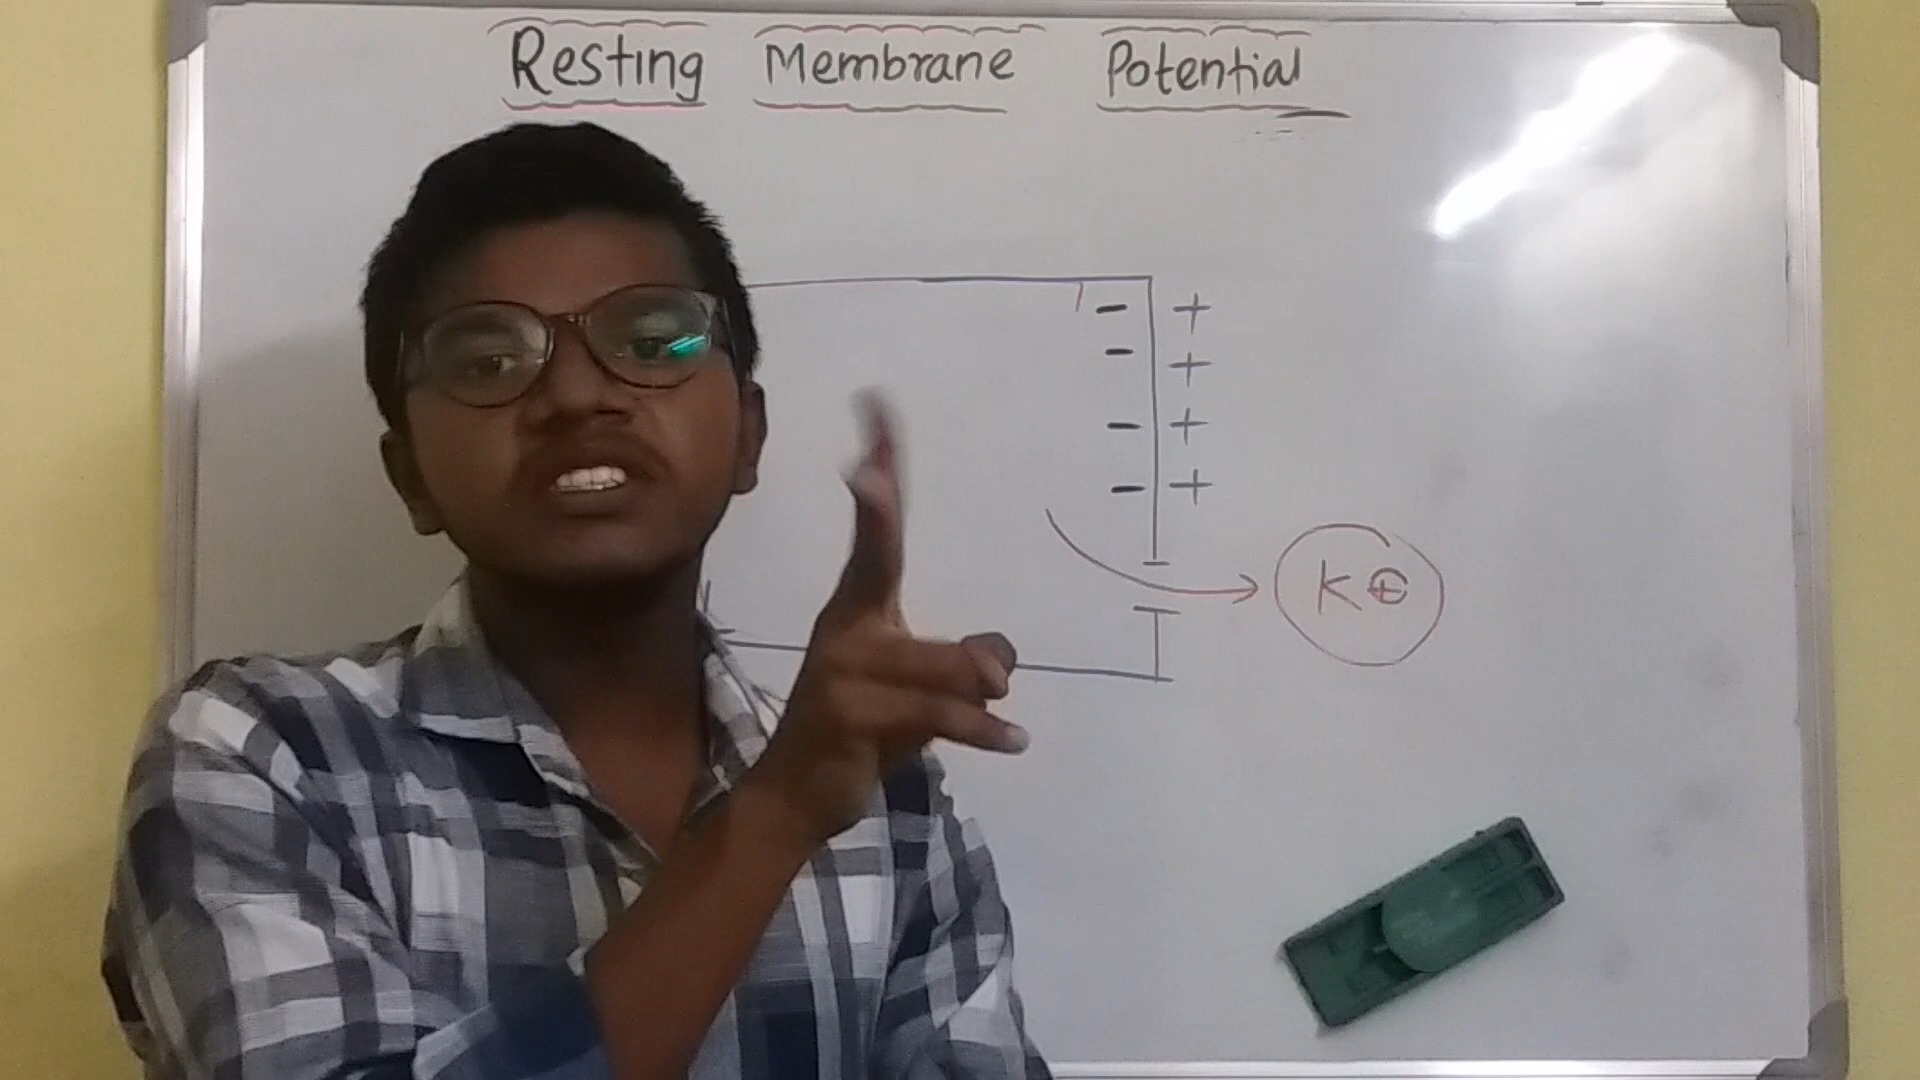 Resting Membrane Potential
- +
- +
- +
- +
K⊕